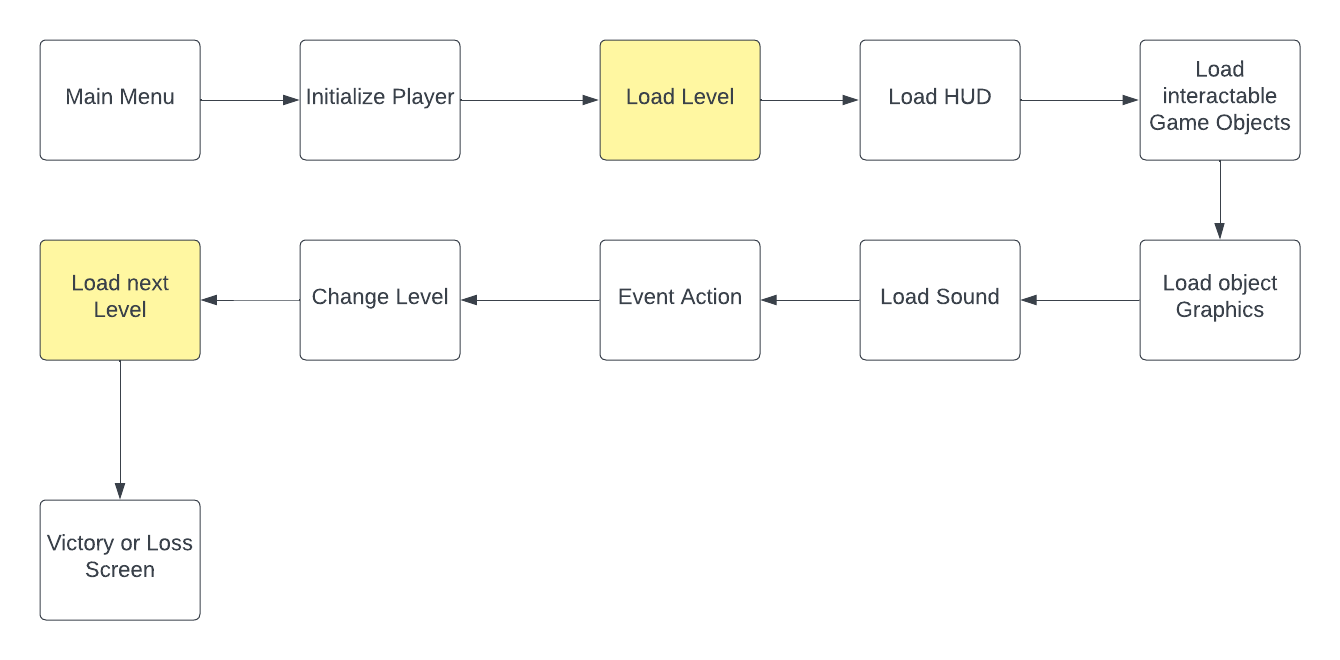 Main Menu
Initialize Player
Load Level
Load HUD
Load
interactable
Game Objects
Load object
Graphics
Load Sound
Event Action
Change Level
Load next
Level
Victory or Loss
Screen